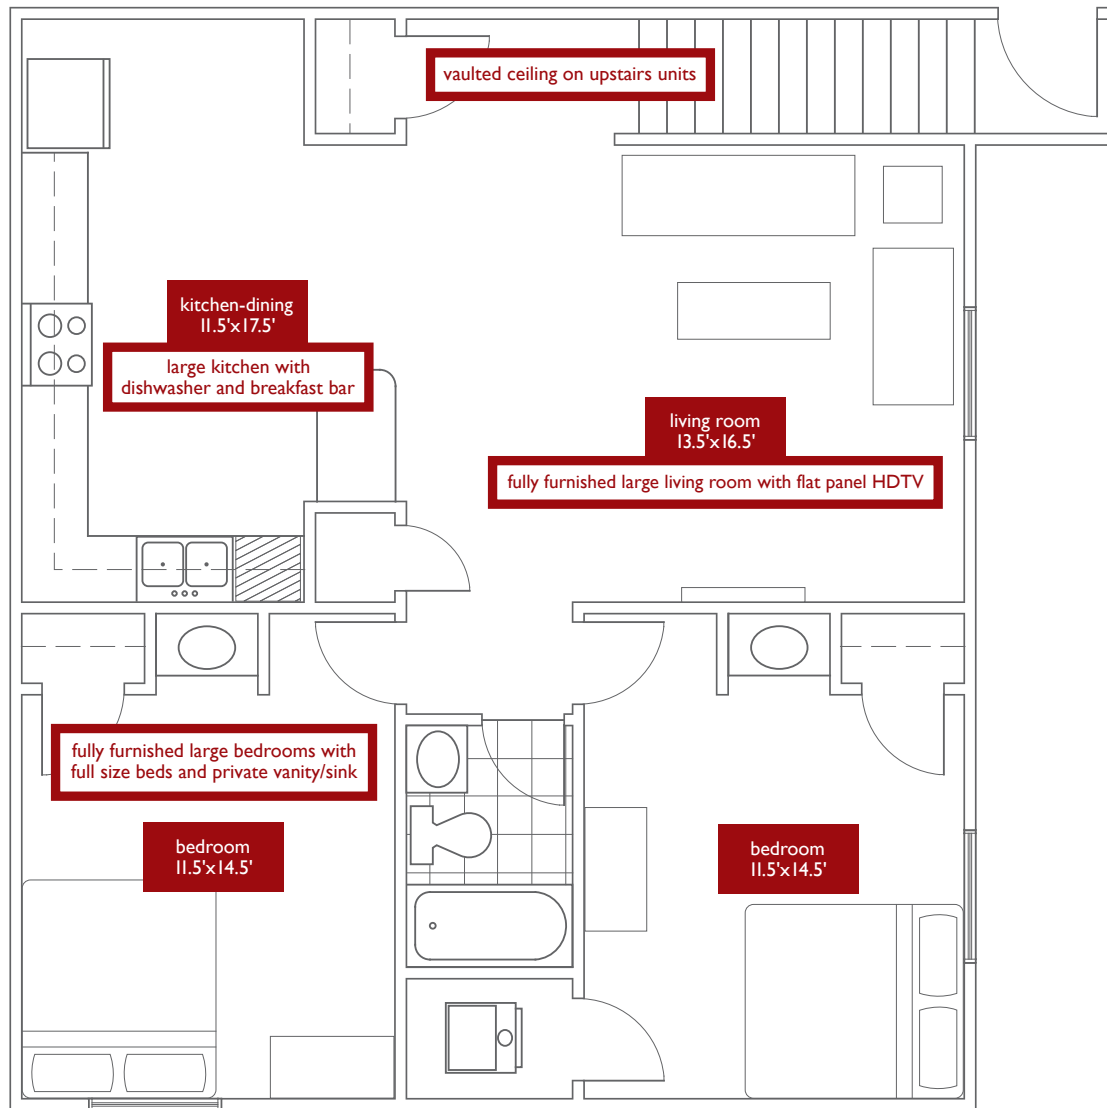 vaulted ceiling on upstairs units
kitchen-dining
11.5'x17.5'
large kitchen with
dishwasher and breakfast bar
living room
13.5'x16.5'
fully furnished large living room with flat panel HDTV
fully furnished large bedrooms with
full size beds and private vanity/sink
bedroom
11.5'x14.5'
bedroom
11.5'x14.5'